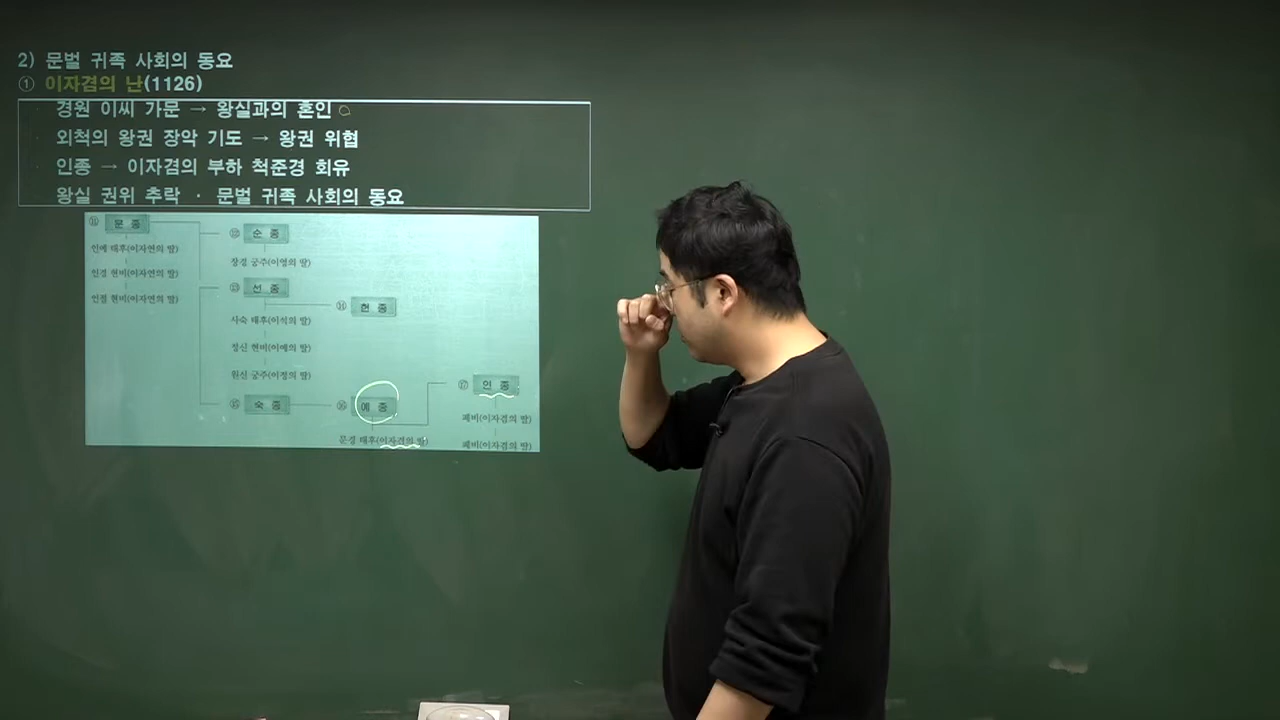 2) 문벌 귀족 사회의 동요
① 이자겸의 난(1126)
· 경원 이씨 가문 → 왕실과의 혼인
· 외척의 왕권 장악 기도 → 왕권 위협
· 인종 → 이자겸의 부하 척준경 회유
왕실 권위 추락 · 문벌 귀족 사회의 동요
⑪ 문 종
인예 태후(이자연의 딸)
인경 현비(이자연의 딸)
인절 현비(이자연의 딸)
⑫ 순 종
장경 궁주(이영의 딸)
⑬ 선 종
사숙 태후(이석의 딸)
정신 현비(이예의 딸)
원신 궁주(이정의 딸)
⑭ 헌 종
⑮ 숙 종
⑯ 예 종
문경 태후(이자겸의 딸)
⑰ 인 종
폐비(이자겸의 딸)
폐비(이자겸의 딸)